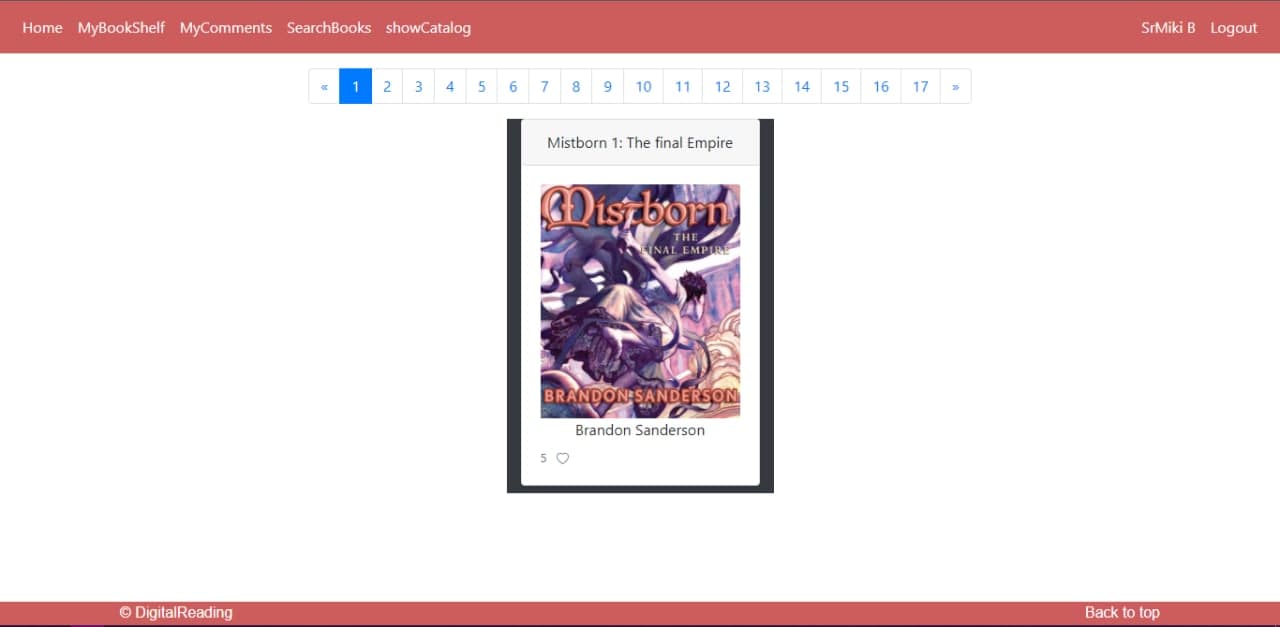 Home MyBookShelf MyComments SearchBooks showCatalog SrMiki B Logout
« 1 2 3 4 5 6 7 8 9 10 11 12 13 14 15 16 17 »
Mistborn 1: The final Empire
Mistborn
THE
FINAL EMPIRE
BRANDON SANDERSON
Brandon Sanderson
5
© DigitalReading Back to top